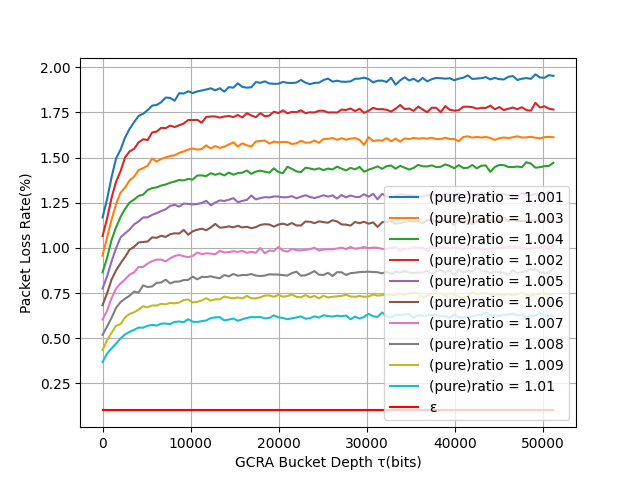 2.00
1.75
1.50
1.25
1.00
0.75
0.50
0.25
Packet Loss Rate(%)
(pure)ratio = 1.001
(pure)ratio = 1.003
(pure)ratio = 1.004
(pure)ratio = 1.002
(pure)ratio = 1.005
(pure)ratio = 1.006
(pure)ratio = 1.007
(pure)ratio = 1.008
(pure)ratio = 1.009
(pure)ratio = 1.01
ε
0 10000 20000 30000 40000 50000
GCRA Bucket Depth τ(bits)